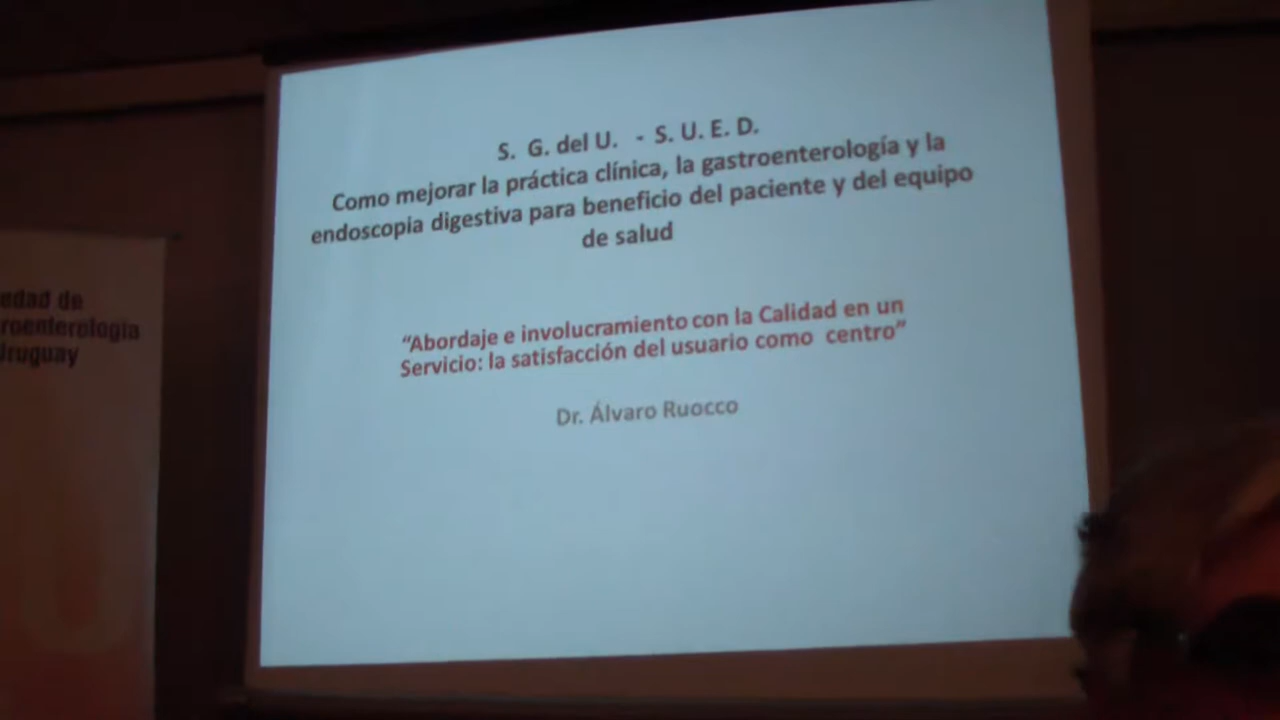 S. G. del U. - S. U. E. D.
Como mejorar la práctica clínica, la gastroenterología y la
endoscopia digestiva para beneficio del paciente y del equipo
de salud
“Abordaje e involucramiento con la Calidad en un
Servicio: la satisfacción del usuario como centro”
Dr. Álvaro Ruocco
edad de
roenterología
Uruguay